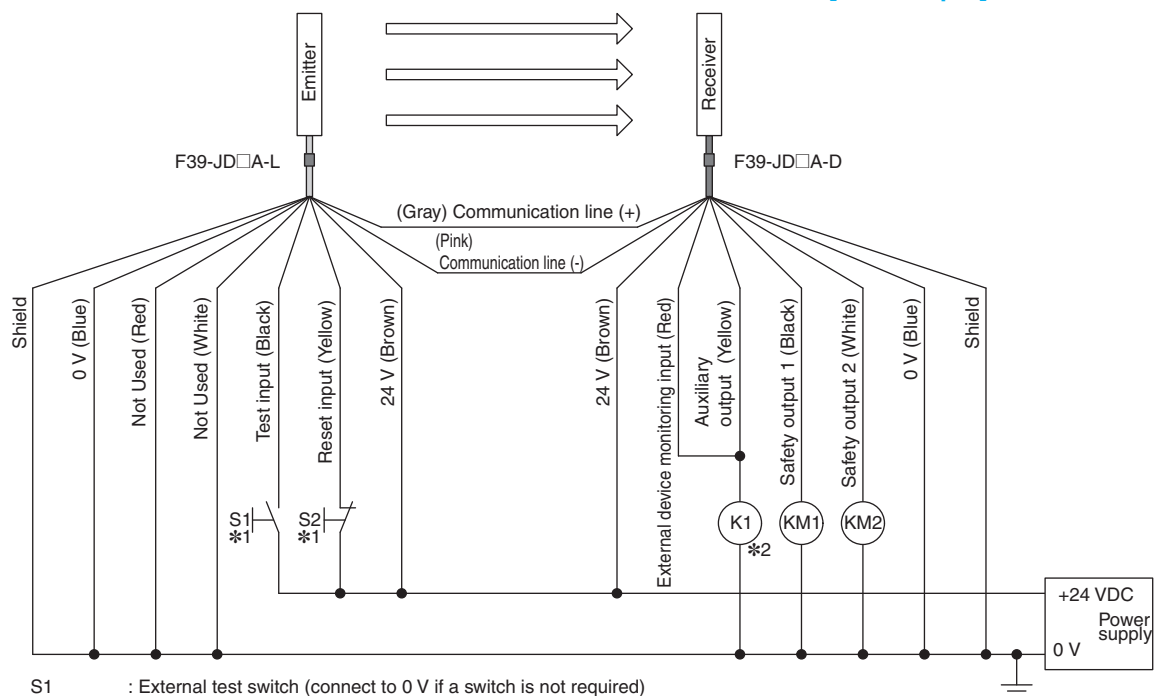 Emitter
Receiver
F39-JD□A-L
F39-JD□A-D
(Gray) Communication line (+)
(Pink)
Communication line (-)
Shield
0 V (Blue)
Not Used (Red)
Not Used (White)
Test input (Black)
Reset input (Yellow)
24 V (Brown)
24 V (Brown)
External device monitoring input (Red)
Auxiliary
output (Yellow)
Safety output 1 (Black)
Safety output 2 (White)
0 V (Blue)
Shield
S1
✻1
S2
✻1
K1
✻2
KM1
KM2
+24 VDC
Power
supply
0 V
S1 : External test switch (connect to 0 V if a switch is not required)